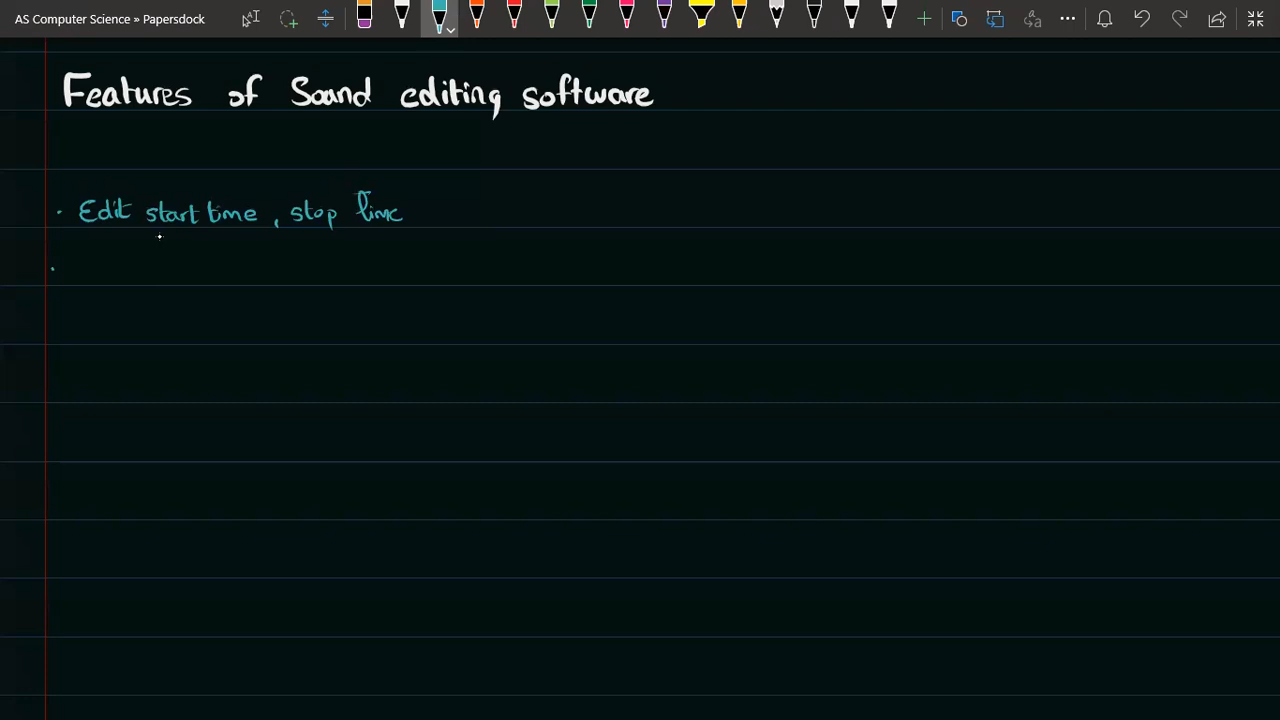 AS Computer Science » Papersdock
Features of Sound editing software
· Edit start time , stop time
·